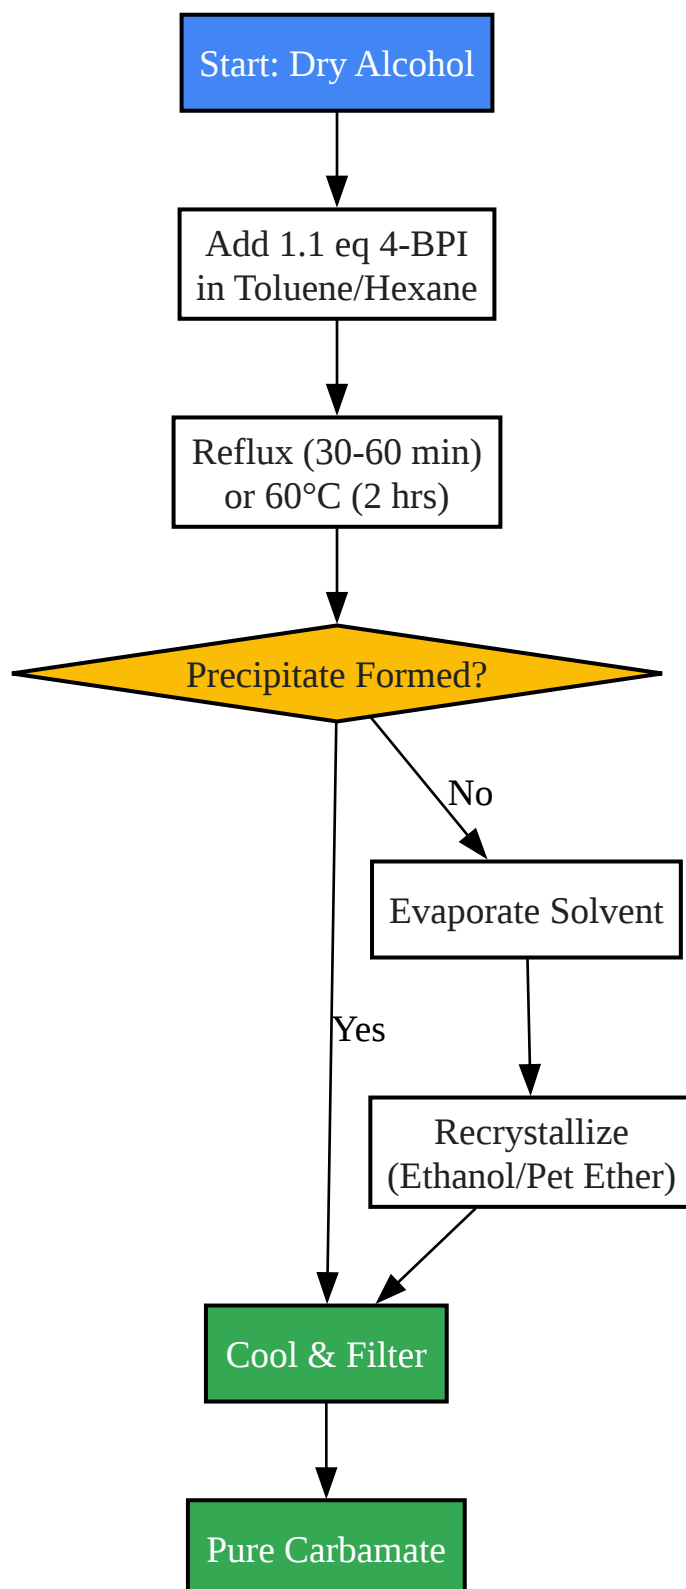 Start: Dry Alcohol
Add 1.1 eq 4-BPI
in Toluene/Hexane
Reflux (30-60 min)
or 60°C (2 hrs)
Precipitate Formed?
No
Evaporate Solvent
Yes
Recrystallize
(Ethanol/Pet Ether)
Cool & Filter
Pure Carbamate